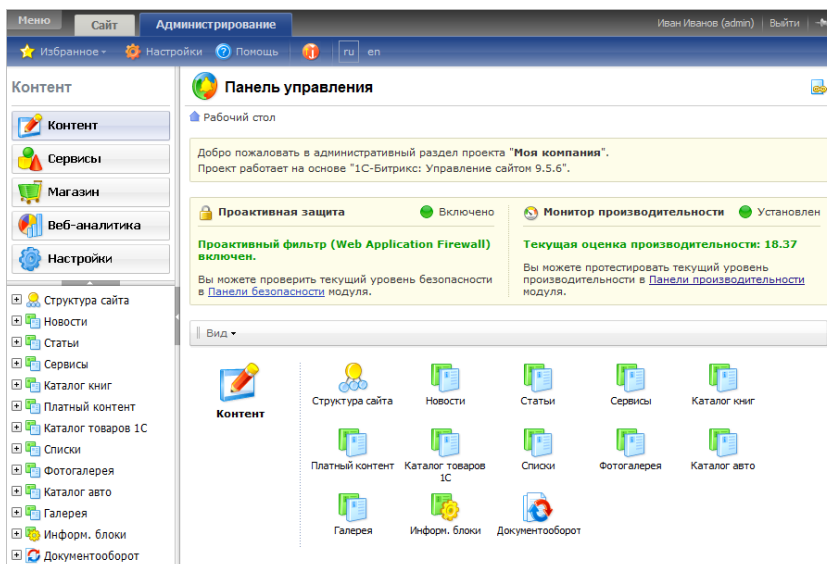 Меню
Сайт
Администрирование
Иван Иванов (admin)
Выйти
Избранное
Настройки
Помощь
ru
en
Контент
Контент
Сервисы
Магазин
Веб-аналитика
Настройки
Структура сайта
Новости
Статьи
Сервисы
Каталог книг
Платный контент
Каталог товаров 1С
Списки
Фотогалерея
Каталог авто
Галерея
Информ. блоки
Документооборот
Панель управления
Рабочий стол
Добро пожаловать в административный раздел проекта "Моя компания".
Проект работает на основе "1С-Битрикс: Управление сайтом 9.5.6".
Проактивная защита
Включено
Проактивный фильтр (Web Application Firewall)
включен.
Вы можете проверить текущий уровень безопасности
в Панели безопасности модуля.
Монитор производительности
Установлен
Текущая оценка производительности: 18.37
Вы можете протестировать текущий уровень
производительности в Панели производительности
модуля.
Вид
Контент
Структура сайта
Новости
Статьи
Сервисы
Каталог книг
Платный контент
Каталог товаров
1С
Списки
Фотогалерея
Каталог авто
Галерея
Информ. блоки
Документооборот